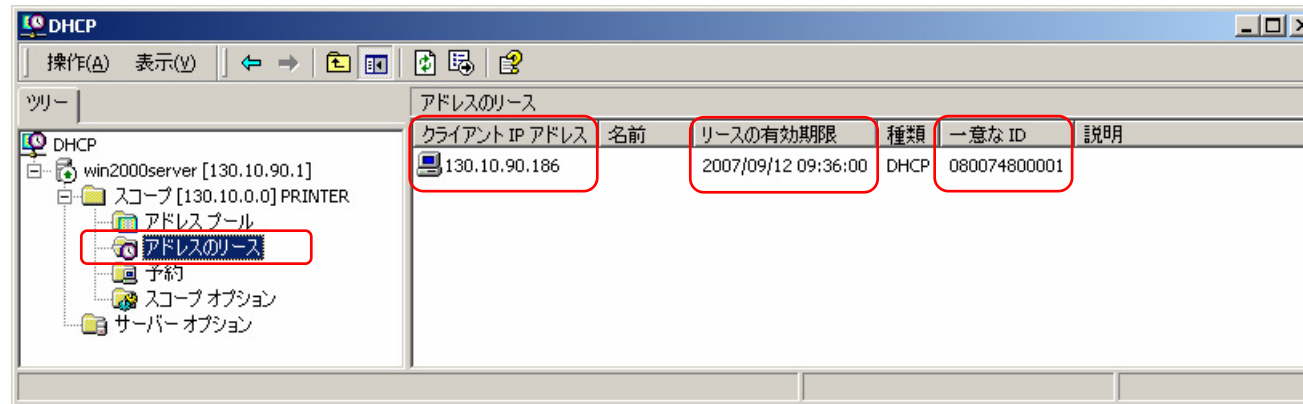 DHCP
操作(A) 表示(V)
ツリー
アドレスのリース
DHCP
win2000server [130.10.90.1]
スコープ [130.10.0.0] PRINTER
アドレス プール
アドレスのリース
予約
スコープ オプション
サーバー オプション
クライアント IP アドレス 名前 リースの有効期限 種類 一意な ID 説明
130.10.90.186 2007/09/12 09:36:00 DHCP 080074800001